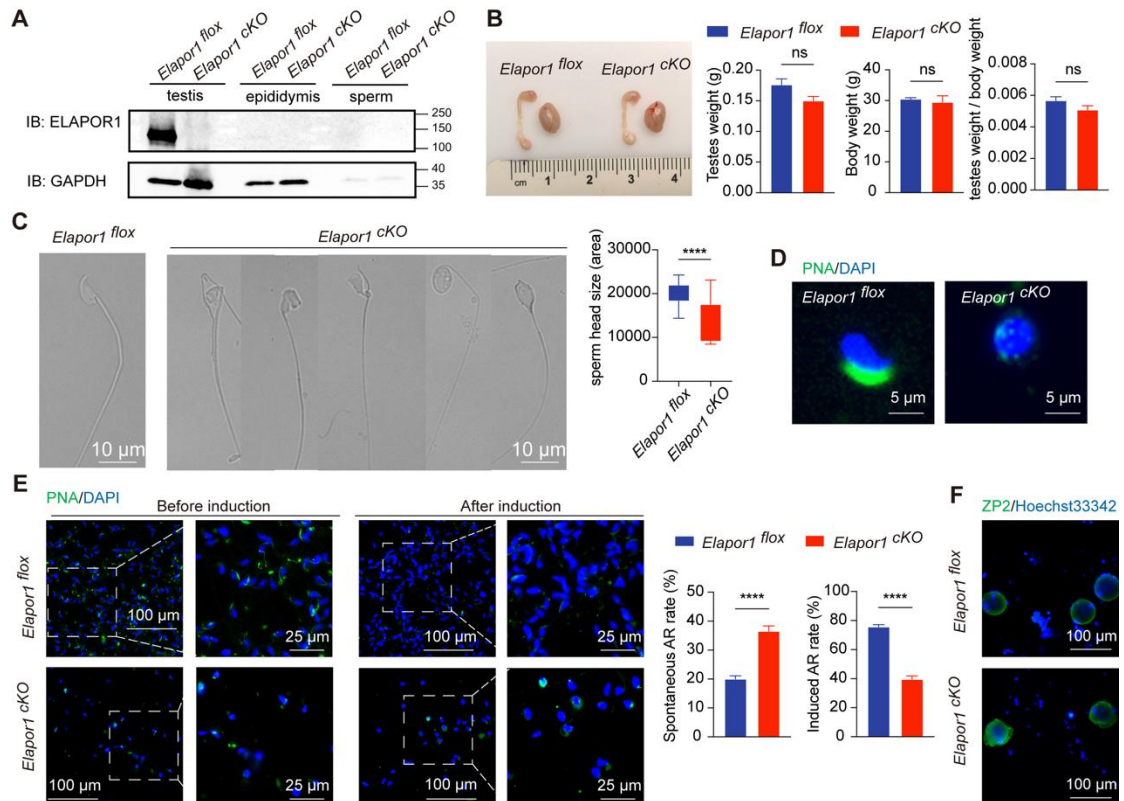 A
Elapor1 flox
Elapor1 cKO
Elapor1 flox
Elapor1 cKO
Elapor1 flox
Elapor1 cKO
testis
epididymis
sperm
IB: ELAPOR1
250
150
100
IB: GAPDH
40
35
B
Elapor1 flox
Elapor1 cKO
cm 1 2 3 4
Elapor1 flox
Elapor1 cKO
Testes weight (g)
0.20
0.15
0.10
0.05
0.00
ns
Body weight (g)
40
30
20
10
0
ns
testes weight / body weight
0.008
0.006
0.004
0.002
0.000
ns
C
Elapor1 flox
Elapor1 cKO
10 μm
10 μm
sperm head size (area)
30000
20000
10000
0
****
Elapor1 flox
Elapor1 cKO
D
PNA/DAPI
Elapor1 flox
Elapor1 cKO
5 μm
5 μm
E
PNA/DAPI
Before induction
After induction
Elapor1 flox
100 μm
25 μm
100 μm
25 μm
Elapor1 cKO
100 μm
25 μm
100 μm
25 μm
Elapor1 flox
Elapor1 cKO
Spontaneous AR rate (%)
50
40
30
20
10
0
****
Induced AR rate (%)
100
80
60
40
20
0
****
F
ZP2/Hoechst33342
Elapor1 flox
100 μm
Elapor1 cKO
100 μm